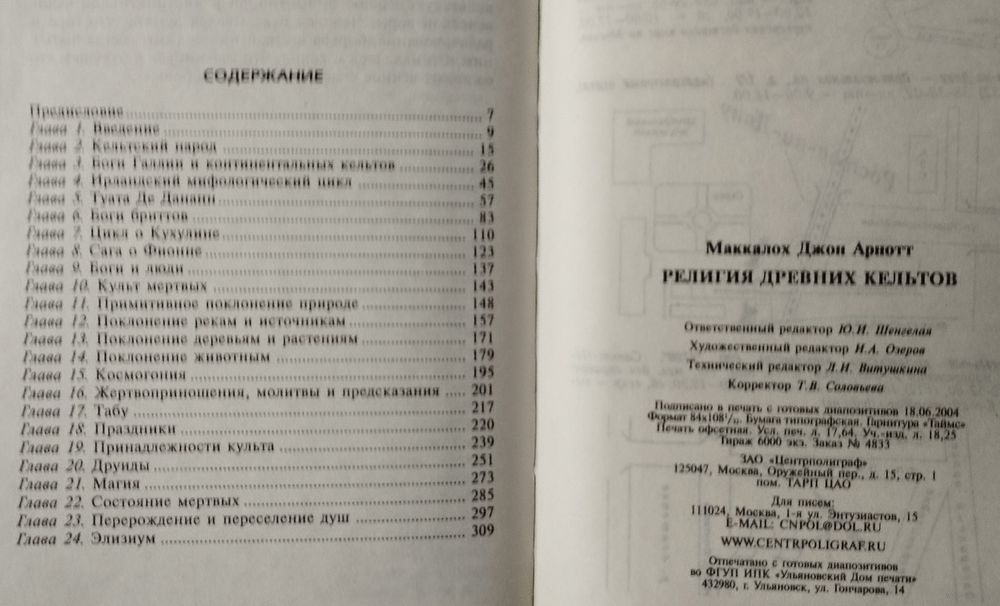 СОДЕРЖАНИЕ
Предисловие 7
Глава 1. Введение 9
Глава 2. Кельтский народ 15
Глава 3. Боги Галлии и континентальных кельтов 26
Глава 4. Ирландский мифологический цикл 45
Глава 5. Туата Де Дананн 57
Глава 6. Боги бриттов 83
Глава 7. Цикл о Кухулине 110
Глава 8. Сага о Фионне 123
Глава 9. Боги и люди 137
Глава 10. Культ мертвых 143
Глава 11. Примитивное поклонение природе 148
Глава 12. Поклонение рекам и источникам 157
Глава 13. Поклонение деревьям и растениям 171
Глава 14. Поклонение животным 179
Глава 15. Космогония 195
Глава 16. Жертвоприношения, молитвы и предсказания 201
Глава 17. Табу 217
Глава 18. Праздники 220
Глава 19. Принадлежности культа 239
Глава 20. Друиды 251
Глава 21. Магия 273
Глава 22. Состояние мертвых 285
Глава 23. Перерождение и переселение душ 297
Глава 24. Элизиум 309
Маккалох Джон Арнотт
РЕЛИГИЯ ДРЕВНИХ КЕЛЬТОВ
Ответственный редактор Ю.И. Шенгелая
Художественный редактор И.А. Озеров
Технический редактор Л.И. Витушкина
Корректор Т.В. Соловьева
Подписано в печать с готовых диапозитивов 18.06.2004
Формат 84х108¹/₃₂. Бумага типографская. Гарнитура «Таймс»
Печать офсетная. Усл. печ. л. 17,64. Уч.-изд. л. 18,25
Тираж 6000 экз. Заказ № 4833
ЗАО «Центрполиграф»
125047, Москва, Оружейный пер., д. 15, стр. 1
пом. ТАРП ЦАО
Для писем:
111024, Москва, 1-я ул. Энтузиастов, 15
E-MAIL: CNPOL@DOL.RU
WWW.CENTRPOLIGRAF.RU
Отпечатано с готовых диапозитивов
во ФГУП ИПК «Ульяновский Дом печати»
432980, г. Ульяновск, ул. Гончарова, 14